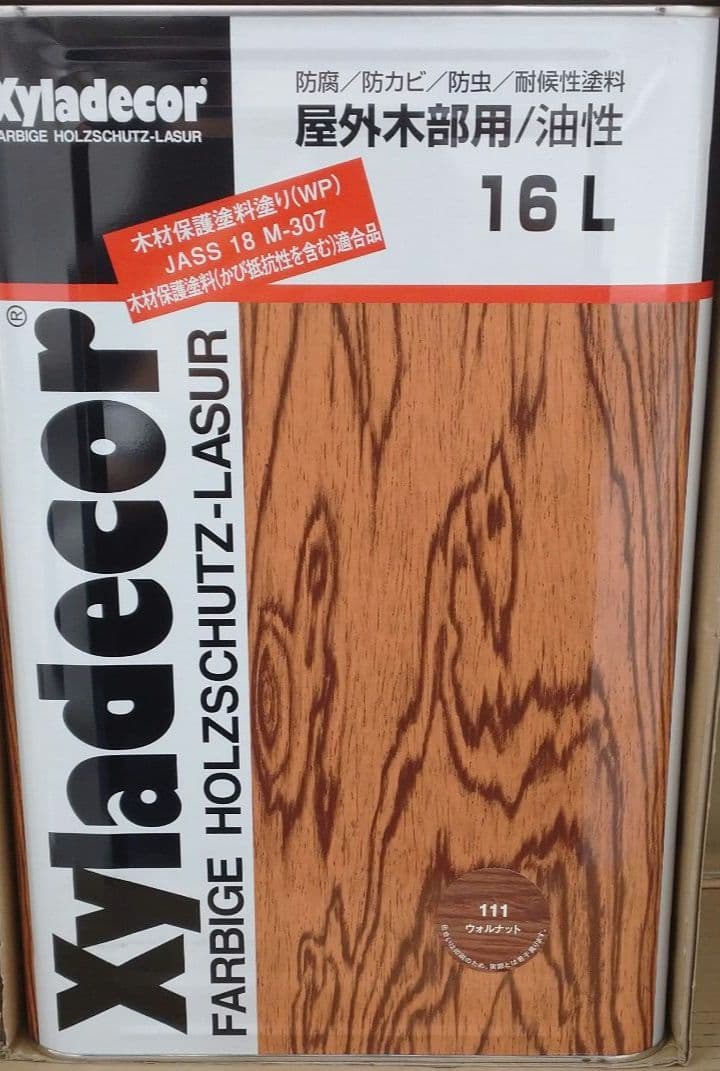 Xyladecor®
FARBIGE HOLZSCHUTZ-LASUR
防腐／防カビ／防虫／耐候性塗料
屋外木部用/油性
16 L
木材保護塗料塗り(WP)
JASS 18 M-307
木材保護塗料(かび抵抗性を含む)適合品
Xyladecor®
FARBIGE HOLZSCHUTZ-LASUR
111
ウォルナット